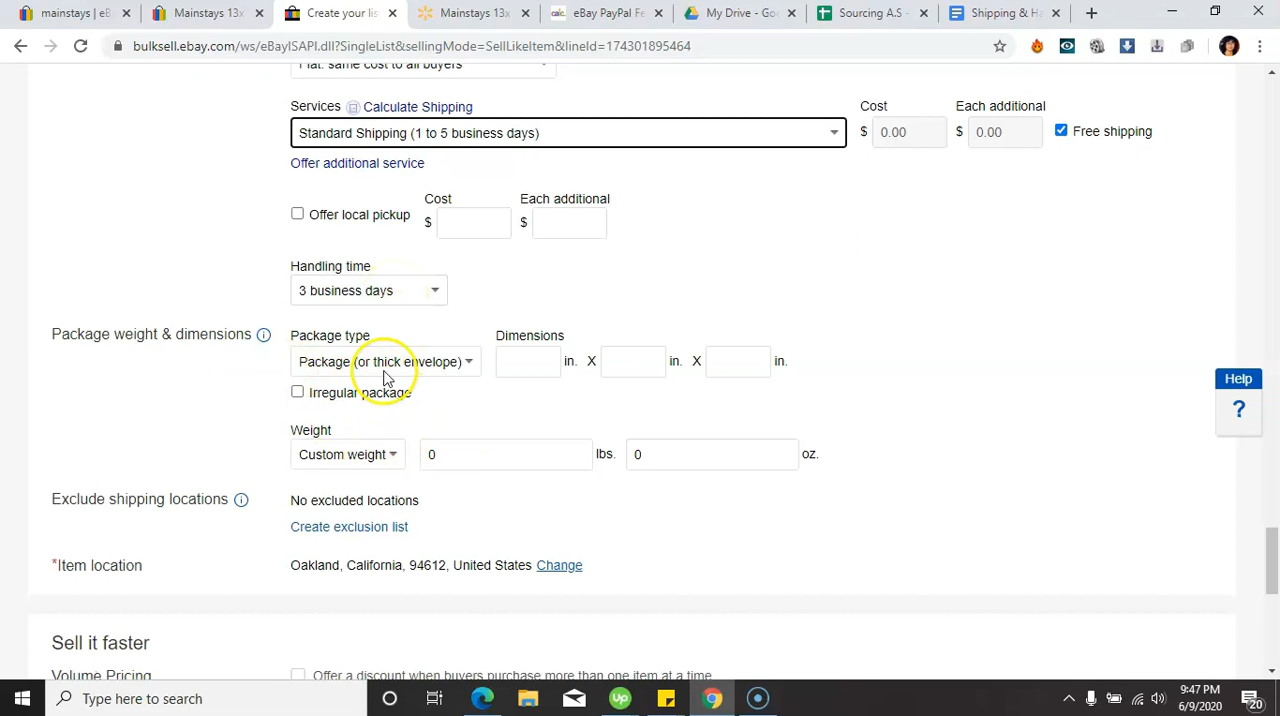 mainstays | eB
Mainstays 13x
Create your lis
Mainstays 13x
eBay PayPal Fe
My Drive - Goo
Sourcing A.S -
Shipping & Ha
bulksell.ebay.com/ws/eBayISAPI.dll?SingleList&sellingMode=SellLikeItem&lineId=174301895464
Flat: same cost to all buyers
Services Calculate Shipping
Cost Each additional
Standard Shipping (1 to 5 business days)
$ 0.00 $ 0.00 Free shipping
Offer additional service
Cost Each additional
Offer local pickup $ $
Handling time
3 business days
Package weight & dimensions
Package type Dimensions
Package (or thick envelope) in. X in. X in.
Irregular package
Weight
Custom weight 0 lbs. 0 oz.
Exclude shipping locations
No excluded locations
Create exclusion list
*Item location
Oakland, California, 94612, United States Change
Help
?
Sell it faster
Volume Pricing
Offer a discount when buyers purchase more than one item at a time
Type here to search
Up
9:47 PM
6/9/2020
20